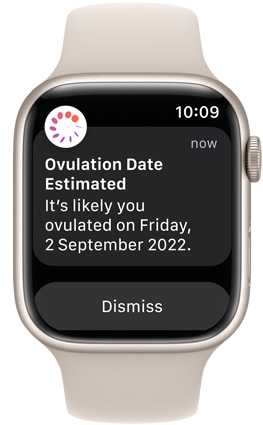 10:09
now
Ovulation Date
Estimated
It's likely you
ovulated on Friday,
2 September 2022.
Dismiss